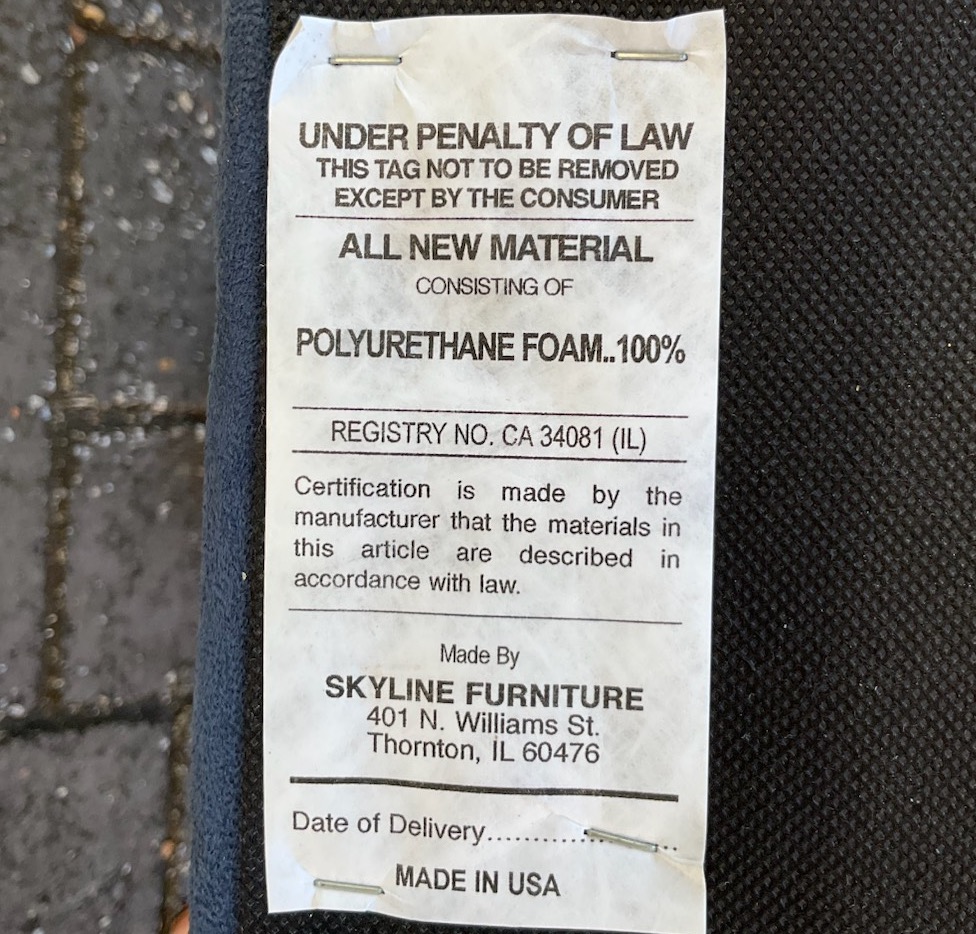 UNDER PENALTY OF LAW
THIS TAG NOT TO BE REMOVED
EXCEPT BY THE CONSUMER
ALL NEW MATERIAL
CONSISTING OF
POLYURETHANE FOAM..100%
REGISTRY NO. CA 34081 (IL)
Certification is made by the
manufacturer that the materials in
this article are described in
accordance with law.
Made By
SKYLINE FURNITURE
401 N. Williams St.
Thornton, IL 60476
Date of Delivery....................
MADE IN USA